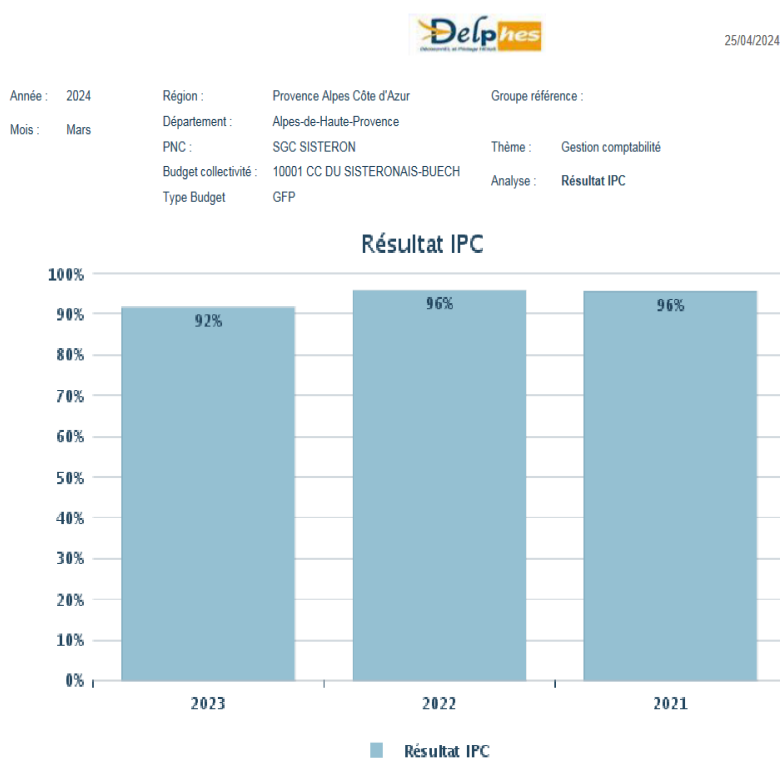 Delphes
25/04/2024
Année : 2024 Région : Provence Alpes Côte d'Azur Groupe référence :
Département : Alpes-de-Haute-Provence
Mois : Mars
PNC : SGC SISTERON Thème : Gestion comptabilité
Budget collectivité : 10001 CC DU SISTERONAIS-BUECH
Analyse : Résultat IPC
Type Budget GFP
Résultat IPC
100%
90%
80%
70%
60%
50%
40%
30%
20%
10%
0%
92% 96% 96%
2023 2022 2021
Résultat IPC